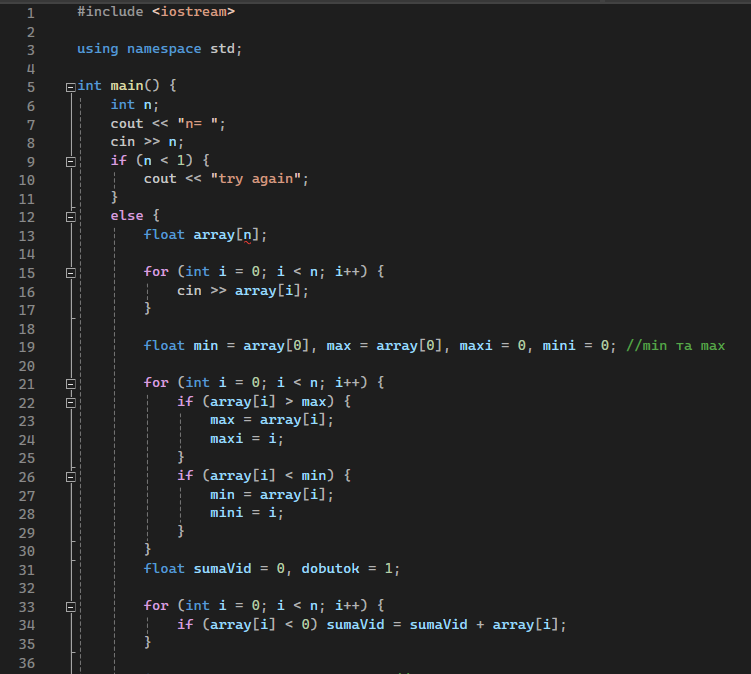 1 #include <iostream>
2
3 using namespace std;
4
5 int main() {
6 int n;
7 cout << "n= ";
8 cin >> n;
9 if (n < 1) {
10 cout << "try again";
11 }
12 else {
13 float array[n];
14
15 for (int i = 0; i < n; i++) {
16 cin >> array[i];
17 }
18
19 float min = array[0], max = array[0], maxi = 0, mini = 0; //min та max
20
21 for (int i = 0; i < n; i++) {
22 if (array[i] > max) {
23 max = array[i];
24 maxi = i;
25 }
26 if (array[i] < min) {
27 min = array[i];
28 mini = i;
29 }
30 }
31 float sumaVid = 0, dobutok = 1;
32
33 for (int i = 0; i < n; i++) {
34 if (array[i] < 0) sumaVid = sumaVid + array[i];
35 }
36